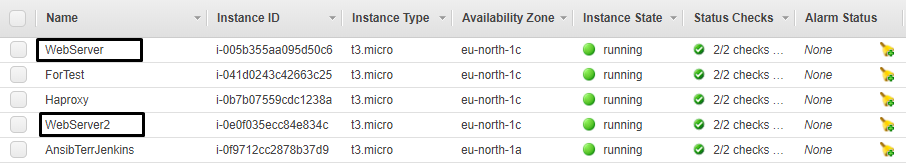 Name Instance ID Instance Type Availability Zone Instance State Status Checks Alarm Status
WebServer i-005b355aa095d50c6 t3.micro eu-north-1c running 2/2 checks ... None
ForTest i-041d0243c42663c25 t3.micro eu-north-1c running 2/2 checks ... None
Haproxy i-0b7b07559cdc1238a t3.micro eu-north-1c running 2/2 checks ... None
WebServer2 i-0e0f035ecc84e834c t3.micro eu-north-1c running 2/2 checks ... None
AnsibTerrJenkins i-0f9712cc2878b37d9 t3.micro eu-north-1a running 2/2 checks ... None